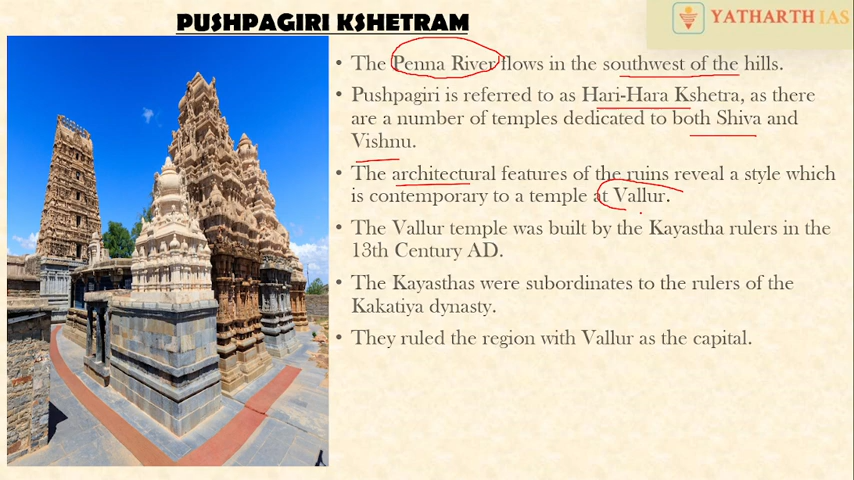 PUSHPAGIRI KSHETRAM
YATHARTH IAS
• The Penna River flows in the southwest of the hills.
• Pushpagiri is referred to as Hari-Hara Kshetra, as there
are a number of temples dedicated to both Shiva and
Vishnu.
• The architectural features of the ruins reveal a style which
is contemporary to a temple at Vallur.
• The Vallur temple was built by the Kayastha rulers in the
13th Century AD.
• The Kayasthas were subordinates to the rulers of the
Kakatiya dynasty.
• They ruled the region with Vallur as the capital.